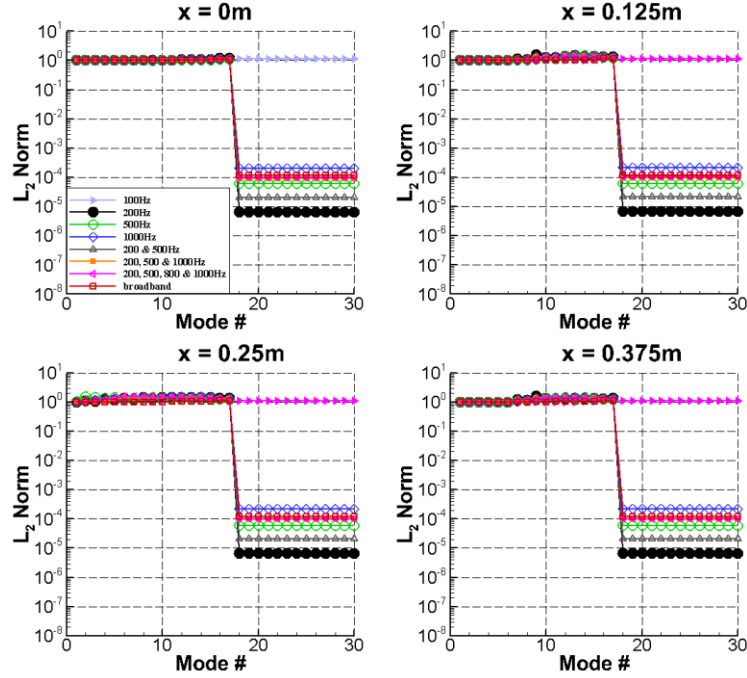 x = 0m
10¹
10⁰
10⁻¹
10⁻²
10⁻³
10⁻⁴
10⁻⁵
10⁻⁶
10⁻⁷
10⁻⁸
L₂ Norm
100Hz
200Hz
500Hz
1000Hz
200 & 500Hz
200, 500 & 1000Hz
200, 500, 800 & 1000Hz
broadband
0 10 20 30
Mode #
x = 0.125m
10¹
10⁰
10⁻¹
10⁻²
10⁻³
10⁻⁴
10⁻⁵
10⁻⁶
10⁻⁷
10⁻⁸
L₂ Norm
0 10 20 30
Mode #
x = 0.25m
10¹
10⁰
10⁻¹
10⁻²
10⁻³
10⁻⁴
10⁻⁵
10⁻⁶
10⁻⁷
10⁻⁸
L₂ Norm
0 10 20 30
Mode #
x = 0.375m
10¹
10⁰
10⁻¹
10⁻²
10⁻³
10⁻⁴
10⁻⁵
10⁻⁶
10⁻⁷
10⁻⁸
L₂ Norm
0 10 20 30
Mode #